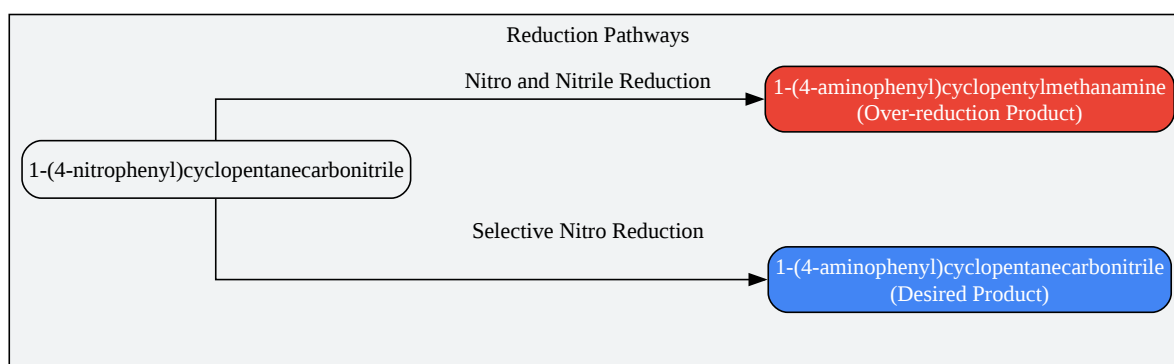 Reduction Pathways
Nitro and Nitrile Reduction
1-(4-aminophenyl)cyclopentylmethanamine
(Over-reduction Product)
1-(4-nitrophenyl)cyclopentanecarbonitrile
Selective Nitro Reduction
1-(4-aminophenyl)cyclopentanecarbonitrile
(Desired Product)